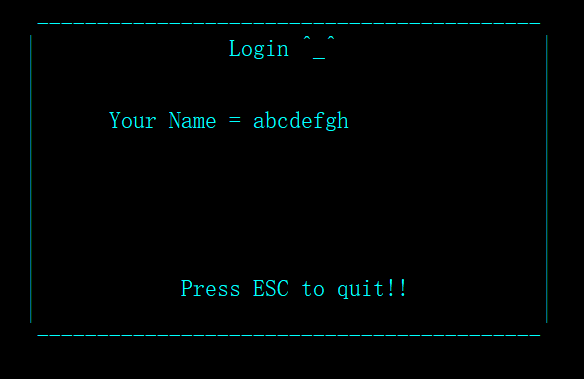 Login ^_^
Your Name = abcdefgh
Press ESC to quit!!